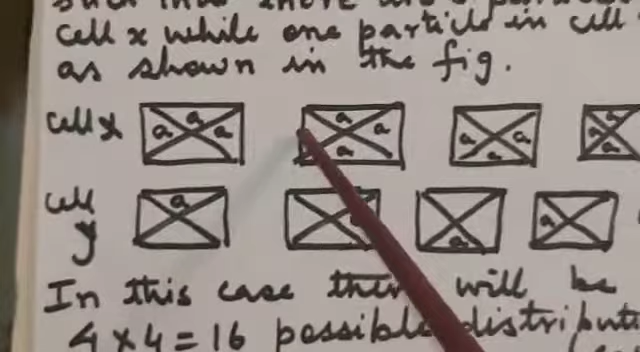 cell x while one particle in cell
as shown in the fig.
cell x a a a a a a a a a a a a
cell y a a a
In this case there will be
4 x 4 = 16 possible distribut